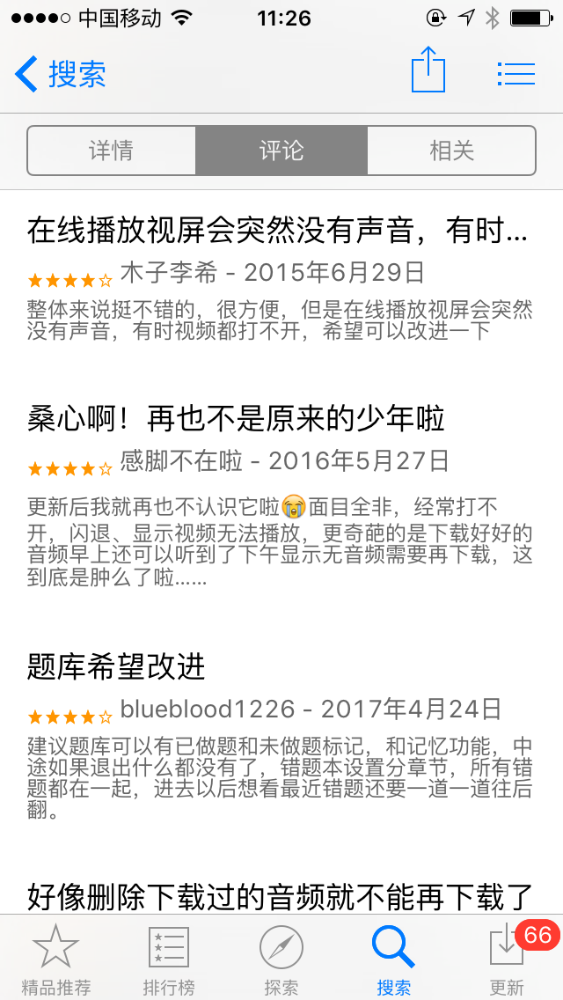 中国移动 11:26
搜索
详情 评论 相关
在线播放视屏会突然没有声音，有时...
木子李希 - 2015年6月29日
整体来说挺不错的，很方便，但是在线播放视屏会突然
没有声音，有时视频都打不开，希望可以改进一下
桑心啊！再也不是原来的少年啦
感脚不在啦 - 2016年5月27日
更新后我就再也不认识它啦😭面目全非，经常打不
开，闪退、显示视频无法播放，更奇葩的是下载好好的
音频早上还可以听到了下午显示无音频需要再下载，这
到底是肿么了啦……
题库希望改进
blueblood1226 - 2017年4月24日
建议题库可以有已做题和未做题标记，和记忆功能，中
途如果退出什么都没有了，错题本设置分章节，所有错
题都在一起，进去以后想看最近错题还要一道一道往后
翻。
好像删除下载过的音频就不能再下载了
66
精品推荐 排行榜 探索 搜索 更新